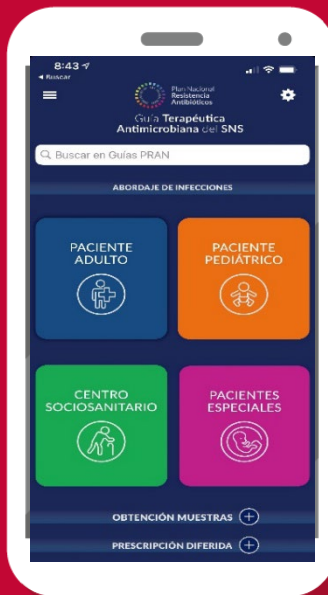 8:43
◂ Buscar
Plan Nacional
Resistencia
Antibióticos
Guía Terapéutica
Antimicrobiana del SNS
Buscar en Guías PRAN
ABORDAJE DE INFECCIONES
PACIENTE
ADULTO
PACIENTE
PEDIÁTRICO
CENTRO
SOCIOSANITARIO
PACIENTES
ESPECIALES
OBTENCIÓN MUESTRAS
PRESCRIPCIÓN DIFERIDA